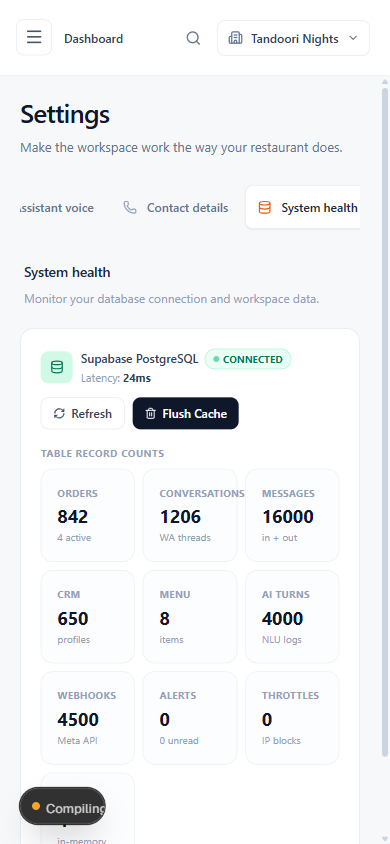 Dashboard
Tandoori Nights
Settings
Make the workspace work the way your restaurant does.
Assistant voice
Contact details
System health
System health
Monitor your database connection and workspace data.
Supabase PostgreSQL
CONNECTED
Latency: 24ms
Refresh
Flush Cache
TABLE RECORD COUNTS
ORDERS
842
4 active
CONVERSATIONS
1206
WA threads
MESSAGES
16000
in + out
CRM
650
profiles
MENU
8
items
AI TURNS
4000
NLU logs
WEBHOOKS
4500
Meta API
ALERTS
0
0 unread
THROTTLES
0
IP blocks
Compiling
in-memory